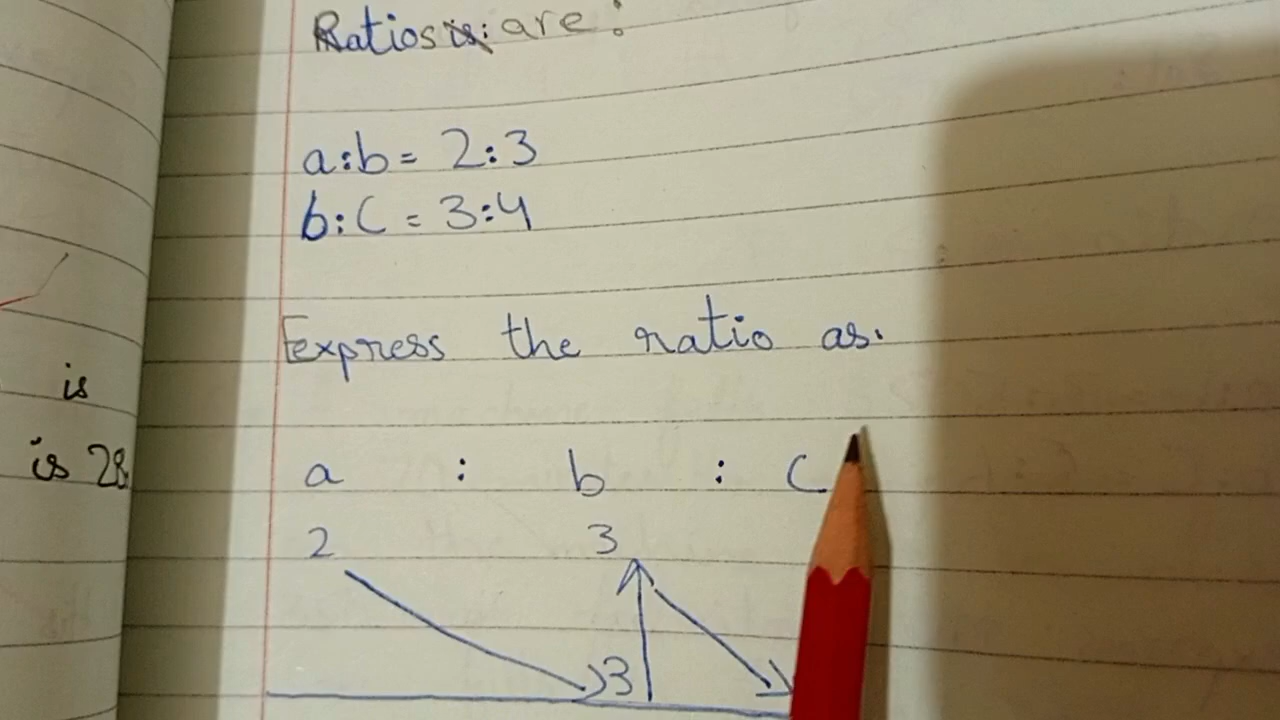 Ratios is: are:
a:b = 2:3
b:c = 3:4
Express the ratio as.
is
is 28.
a : b : c
2 3
3